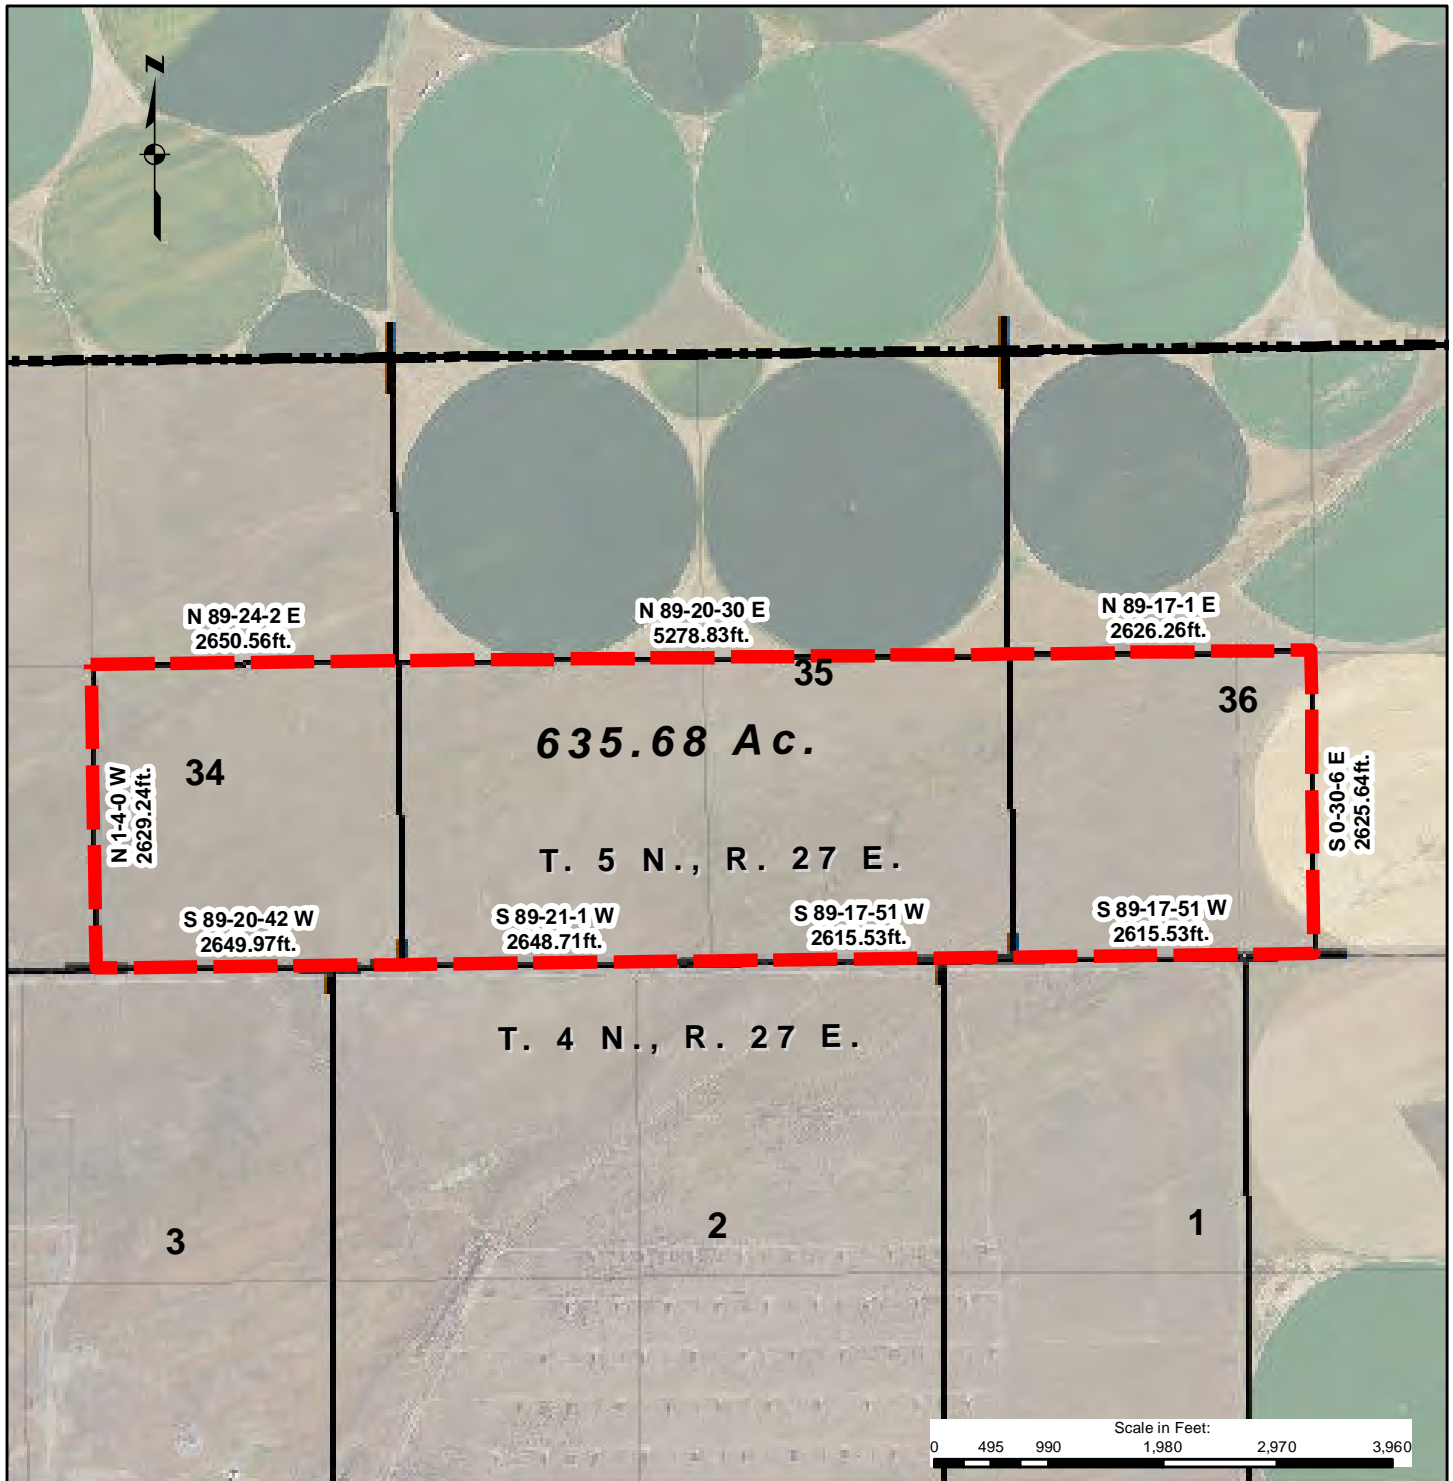 N
N 89-24-2 E
2650.56ft.
N 89-20-30 E
5278.83ft.
N 89-17-1 E
2626.26ft.
35
36
635.68 Ac.
34
N 1-4-0 W
2629.24ft.
S 0-30-6 E
2625.64ft.
T. 5 N., R. 27 E.
S 89-20-42 W
2649.97ft.
S 89-21-1 W
2648.71ft.
S 89-17-51 W
2615.53ft.
S 89-17-51 W
2615.53ft.
T. 4 N., R. 27 E.
3
2
1
Scale in Feet:
0 495 990 1,980 2,970 3,960